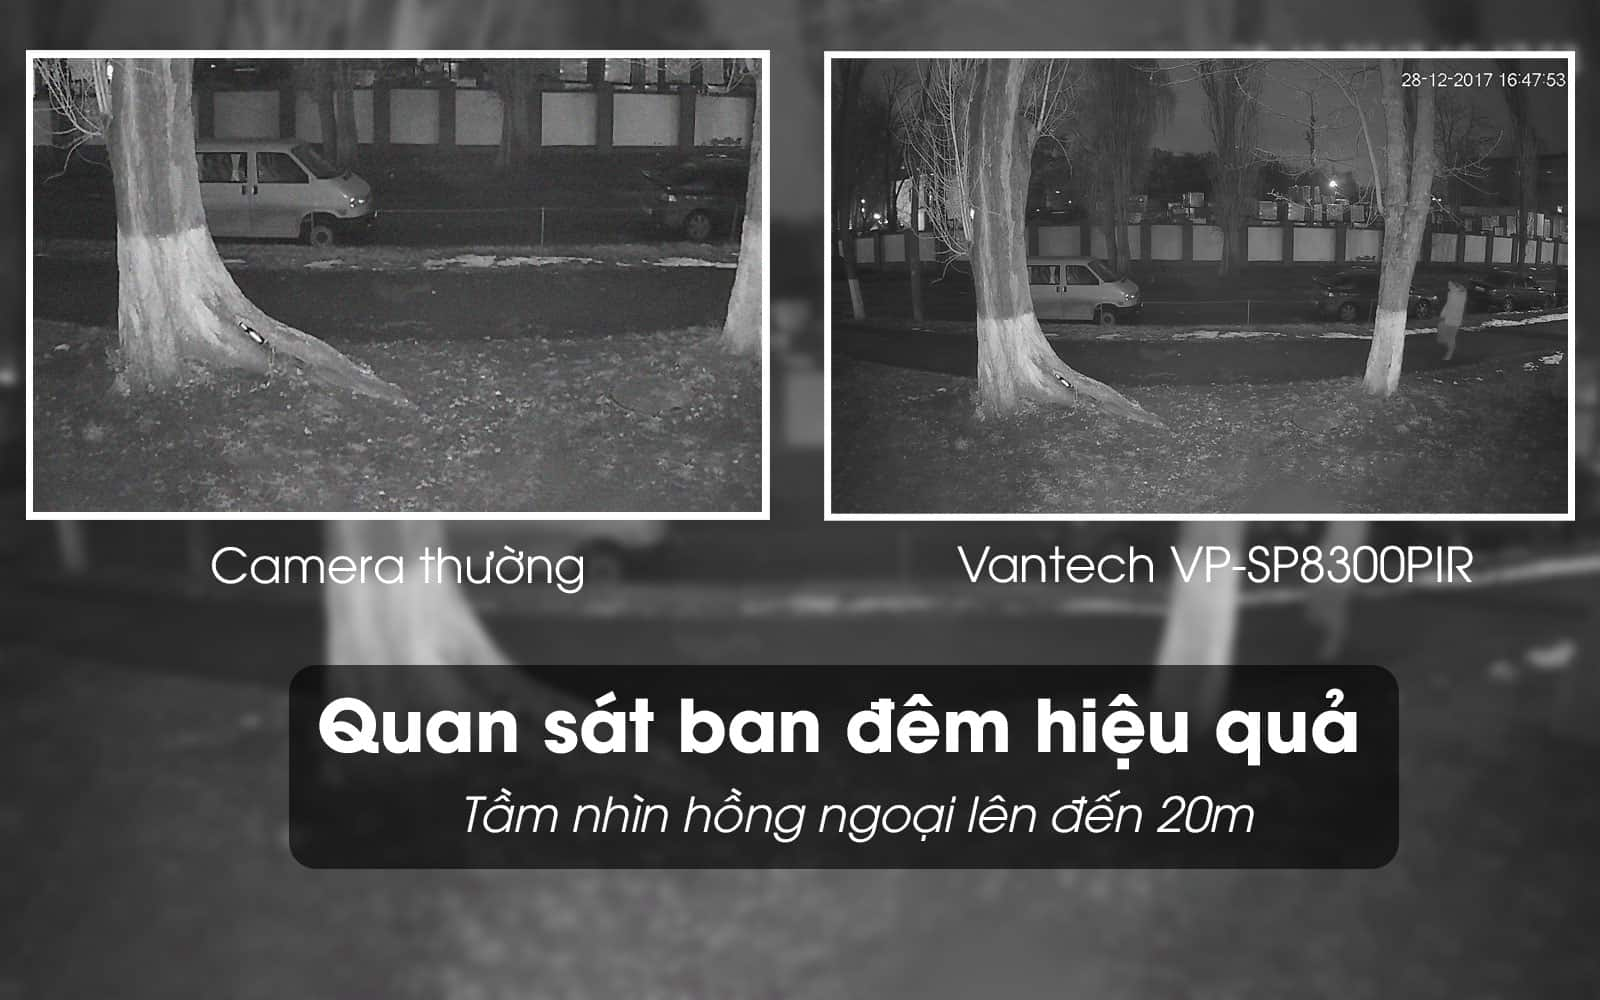 28-12-2017 16:47:53
Camera thường
Vantech VP-SP8300PIR
Quan sát ban đêm hiệu quả
Tầm nhìn hồng ngoại lên đến 20m